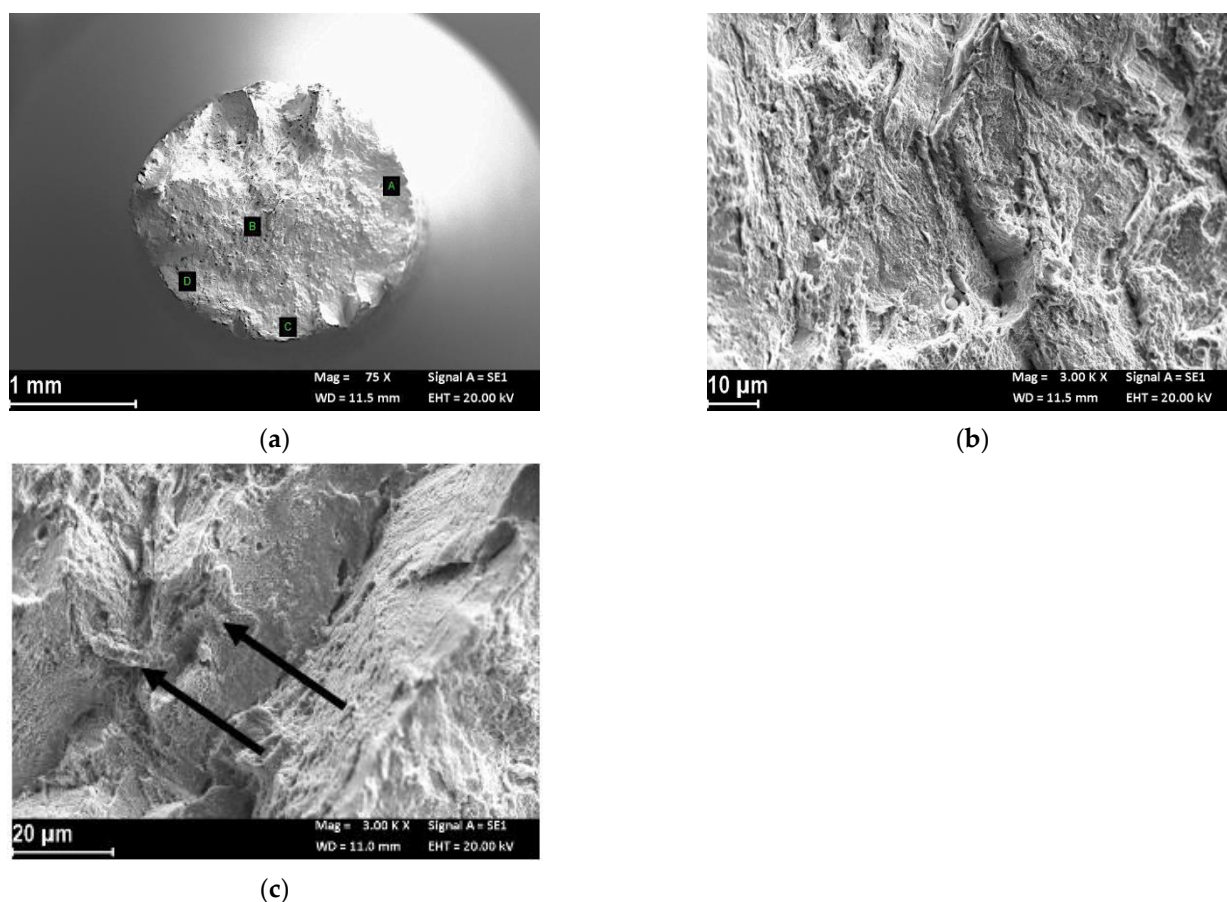 A
B
D
C
1 mm
Mag = 75 X Signal A = SE1
WD = 11.5 mm EHT = 20.00 kV
(a)
10 µm
Mag = 3.00 K X Signal A = SE1
WD = 11.5 mm EHT = 20.00 kV
(b)
20 µm
Mag = 3.00 K X Signal A = SE1
WD = 11.0 mm EHT = 20.00 kV
(c)